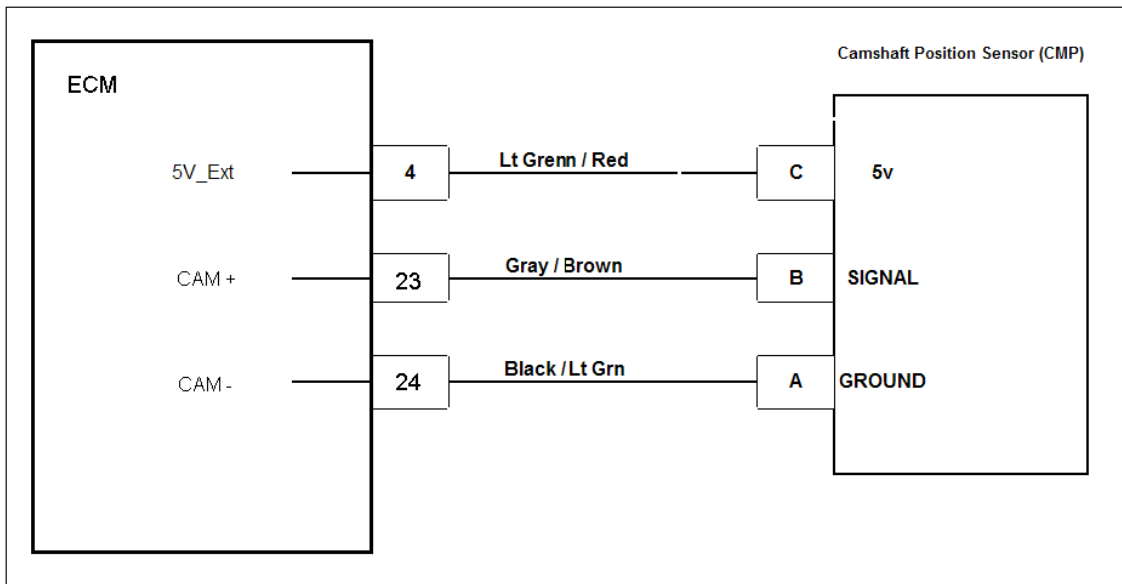 Camshaft Position Sensor (CMP)
ECM
5V_Ext 4 Lt Grenn / Red C 5v
CAM + 23 Gray / Brown B SIGNAL
CAM - 24 Black / Lt Grn A GROUND